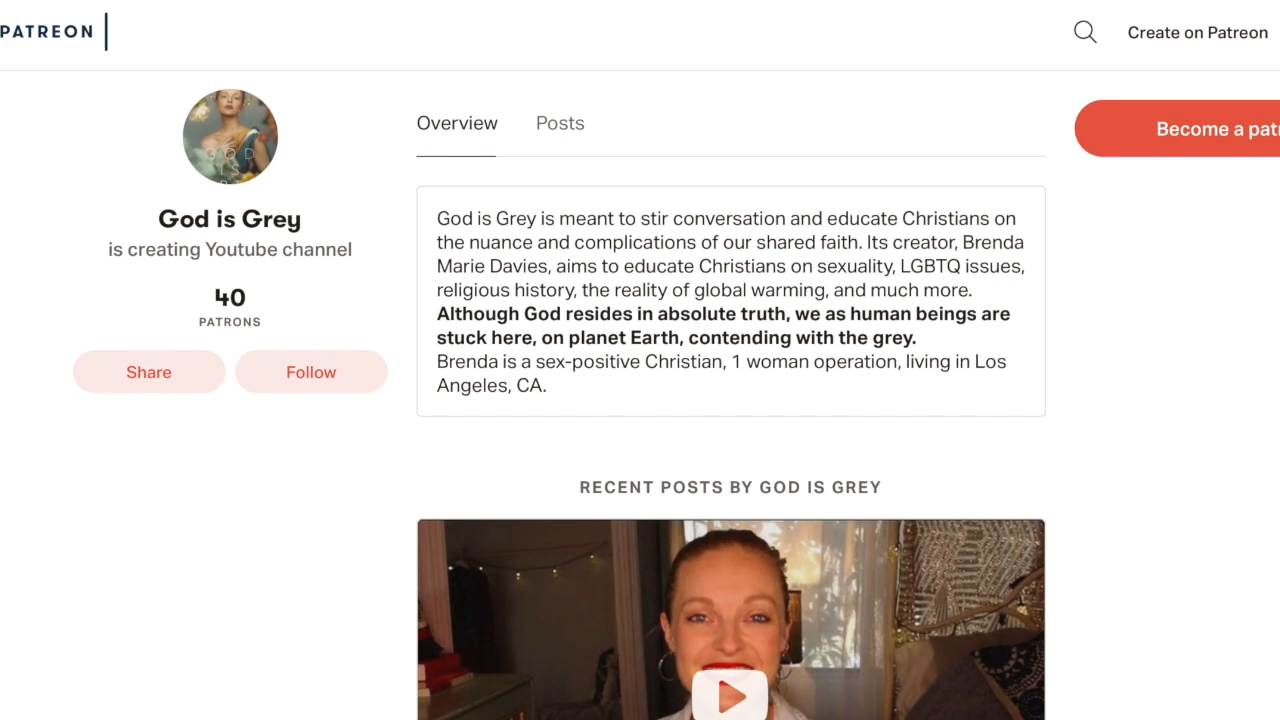 PATREON
Create on Patreon
GOD
IS
God is Grey
is creating Youtube channel
40
PATRONS
Share
Follow
Overview
Posts
God is Grey is meant to stir conversation and educate Christians on
the nuance and complications of our shared faith. Its creator, Brenda
Marie Davies, aims to educate Christians on sexuality, LGBTQ issues,
religious history, the reality of global warming, and much more.
Although God resides in absolute truth, we as human beings are
stuck here, on planet Earth, contending with the grey.
Brenda is a sex-positive Christian, 1 woman operation, living in Los
Angeles, CA.
Become a pat
RECENT POSTS BY GOD IS GREY